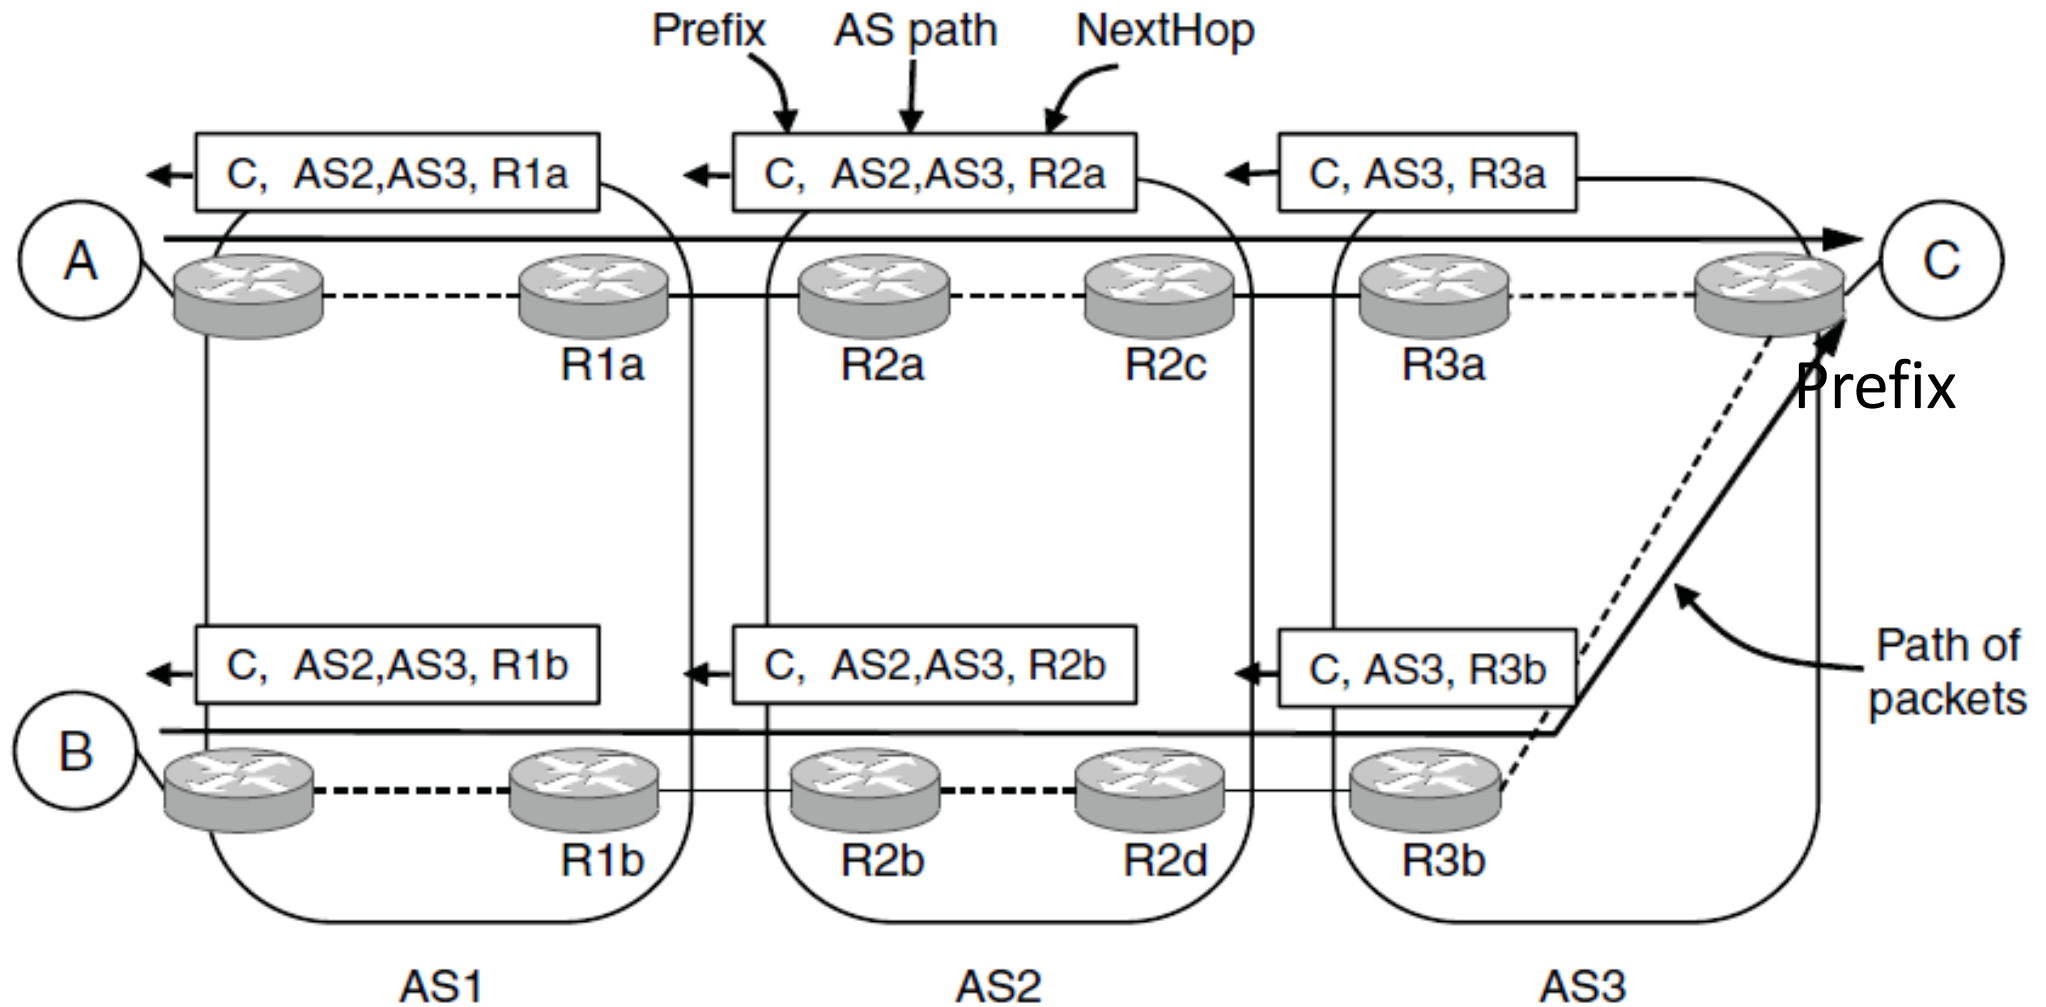 Prefix
AS path
NextHop
C, AS2,AS3, R1a
C, AS2,AS3, R2a
C, AS3, R3a
A
C
R1a
R2a
R2c
R3a
Prefix
C, AS2,AS3, R1b
C, AS2,AS3, R2b
C, AS3, R3b
Path of
packets
B
R1b
R2b
R2d
R3b
AS1
AS2
AS3